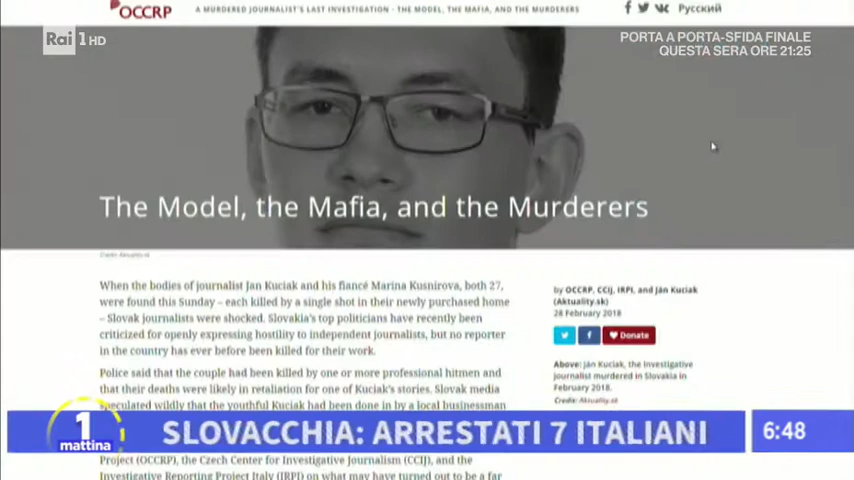 OCCRP
A MURDERED JOURNALIST'S LAST INVESTIGATION - THE MODEL, THE MAFIA, AND THE MURDERERS
Русский
Rai 1 HD
PORTA A PORTA-SFIDA FINALE
QUESTA SERA ORE 21:25
The Model, the Mafia, and the Murderers
Credit: Aktuality.sk
When the bodies of journalist Jan Kuciak and his fiancé Marina Kusnirova, both 27,
were found this Sunday – each killed by a single shot in their newly purchased home
– Slovak journalists were shocked. Slovakia's top politicians have recently been
criticized for openly expressing hostility to independent journalists, but no reporter
in the country has ever before been killed for their work.
Police said that the couple had been killed by one or more professional hitmen and
that their deaths were likely in retaliation for one of Kuciak's stories. Slovak media
speculated wildly that the youthful Kuciak had been done in by a local businessman
by OCCRP, CCIJ, IRPI, and Ján Kuciak
(Aktuality.sk)
28 February 2018
Donate
Above: Ján Kuciak, the investigative
journalist murdered in Slovakia in
February 2018.
Credit: Aktuality.sk
1
mattina
SLOVACCHIA: ARRESTATI 7 ITALIANI
6:48
Project (OCCRP), the Czech Center for Investigative Journalism (CCIJ), and the
Investigative Reporting Project Italy (IRPI) on what may have turned out to be a far